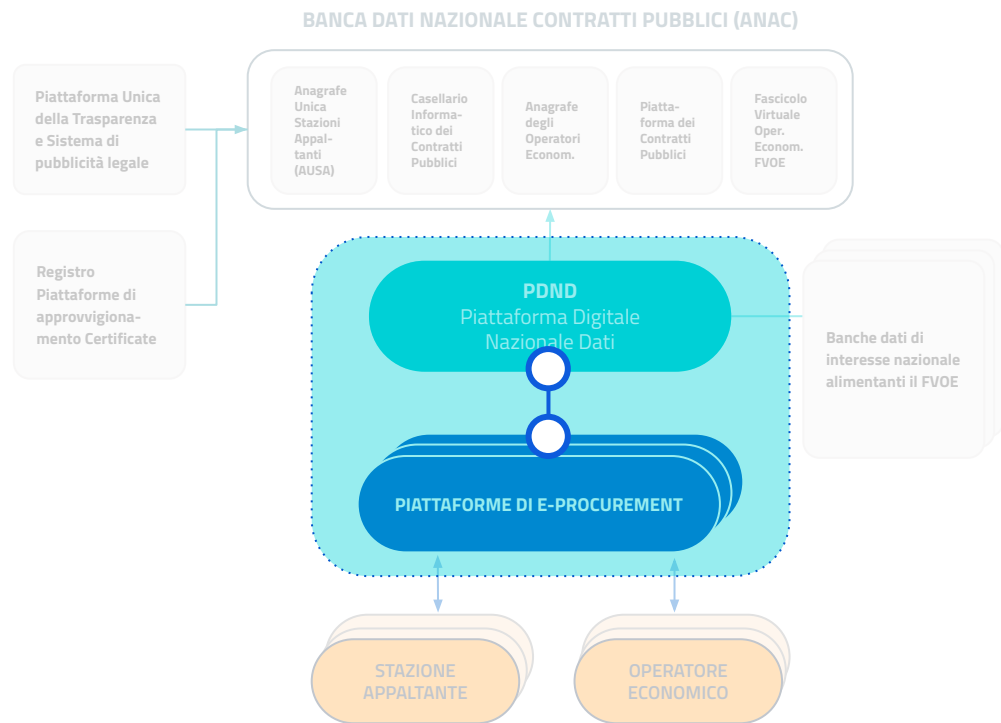 BANCA DATI NAZIONALE CONTRATTI PUBBLICI (ANAC)
Piattaforma Unica
della Trasparenza
e Sistema di
pubblicità legale
Anagrafe
Unica
Stazioni
Appal-
tanti
(AUSA)
Casellario
Informa-
tico dei
Contratti
Pubblici
Anagrafe
degli
Operatori
Econom.
Piatta-
forma dei
Contratti
Pubblici
Fascicolo
Virtuale
Oper.
Econom.
FVOE
Registro
Piattaforme di
approvvigiona-
mento Certificate
PDND
Piattaforma Digitale
Nazionale Dati
Banche dati di
interesse nazionale
alimentanti il FVOE
PIATTAFORME DI E-PROCUREMENT
STAZIONE
APPALTANTE
OPERATORE
ECONOMICO